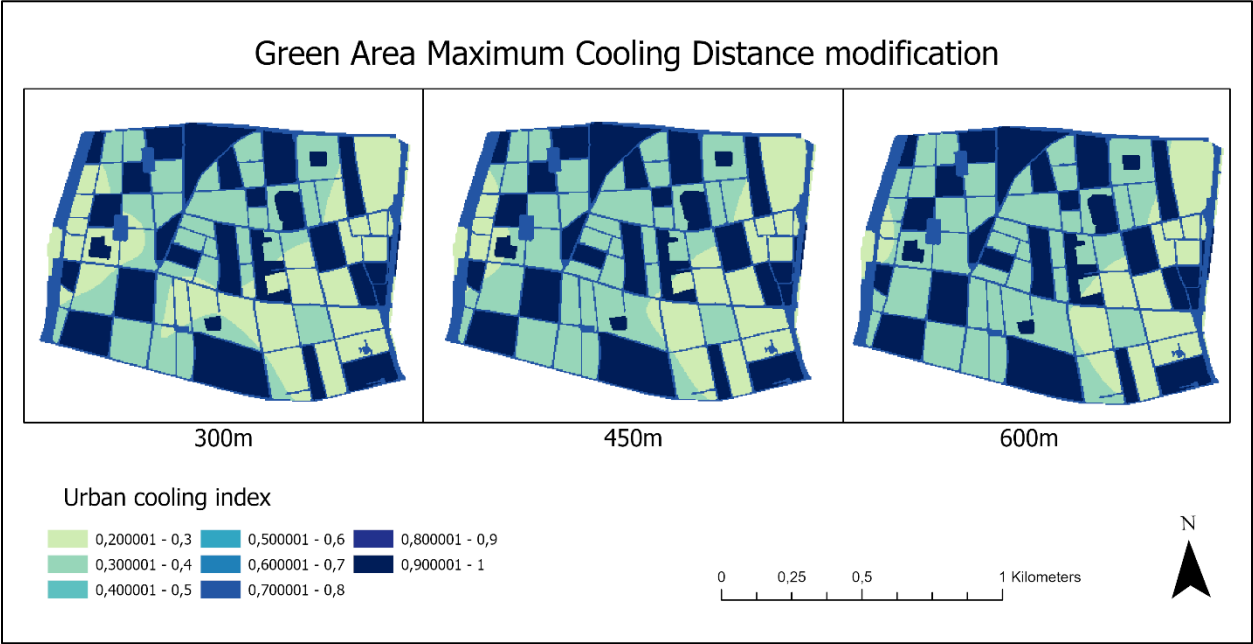 Green Area Maximum Cooling Distance modification
300m
450m
600m
Urban cooling index
0,200001 - 0,3
0,500001 - 0,6
0,800001 - 0,9
0,300001 - 0,4
0,600001 - 0,7
0,900001 - 1
0,400001 - 0,5
0,700001 - 0,8
0 0,25 0,5 1 Kilometers
N